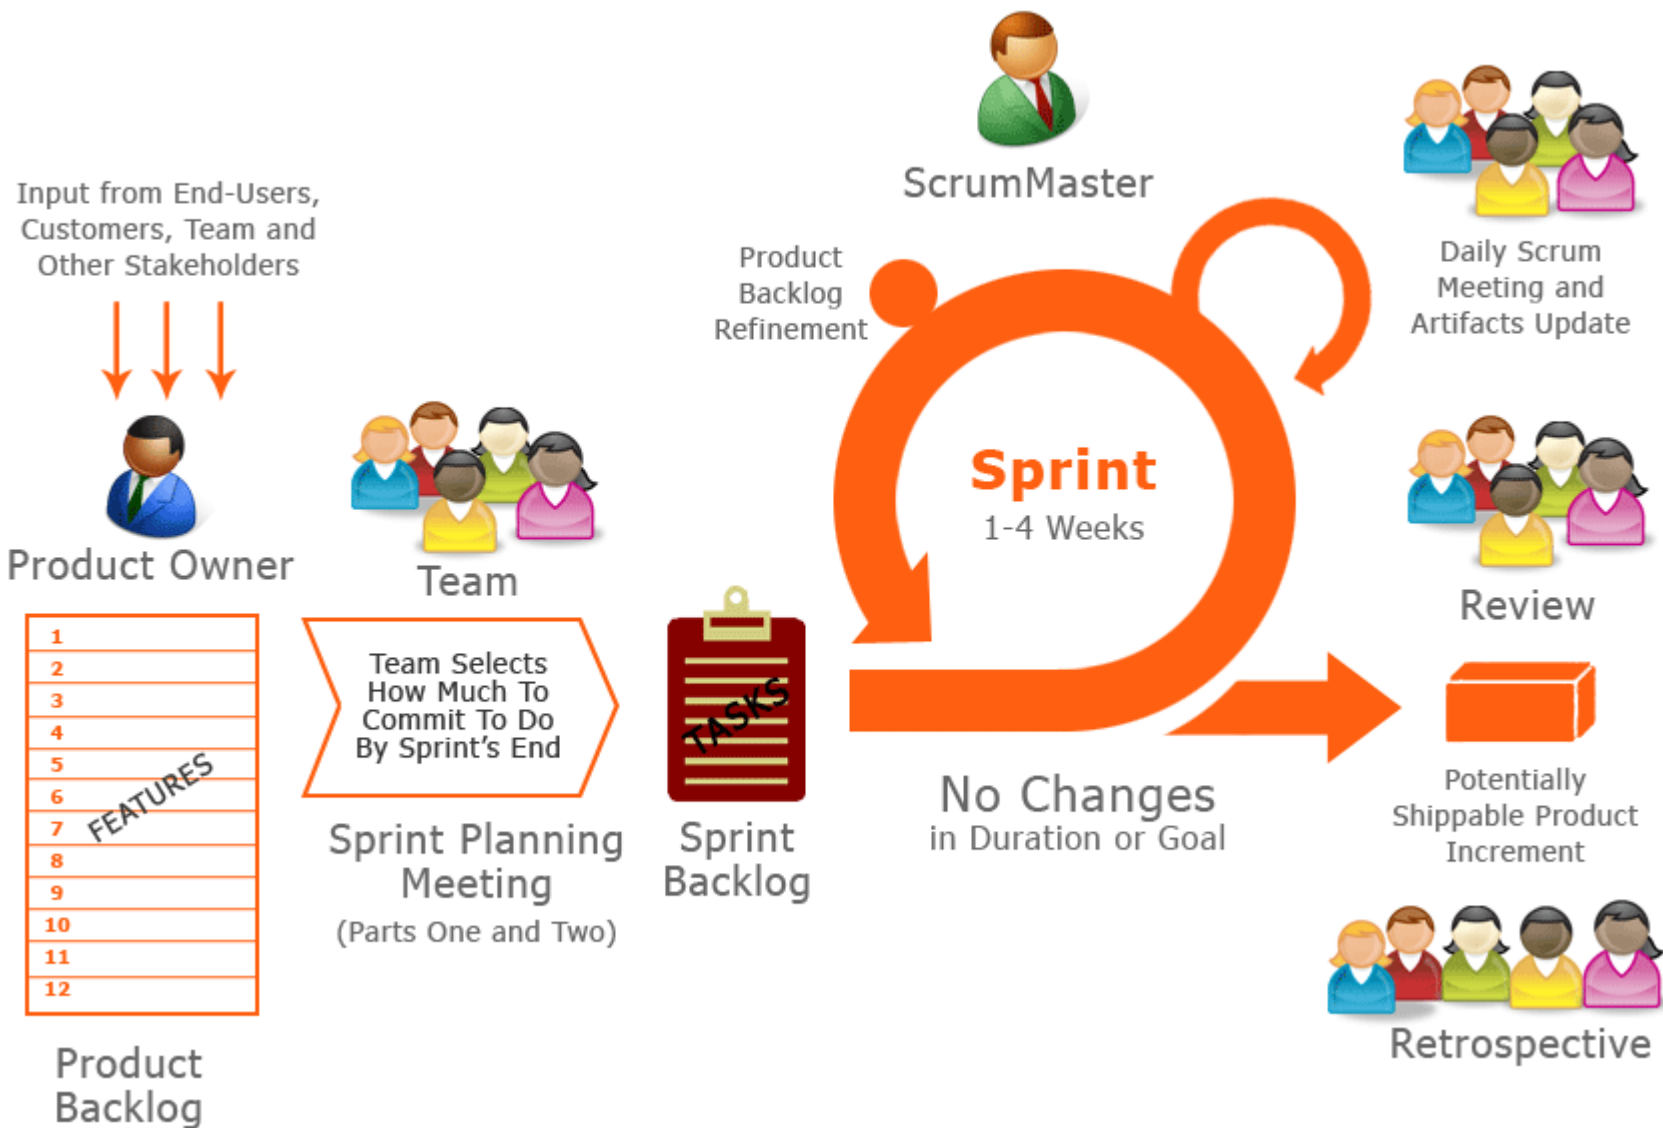 Input from End-Users,
Customers, Team and
Other Stakeholders
Product Owner
1
2
3
4
5
6
7
8
9
10
11
12
FEATURES
Product
Backlog
Team
Team Selects
How Much To
Commit To Do
By Sprint's End
Sprint Planning
Meeting
(Parts One and Two)
TASKS
Sprint
Backlog
ScrumMaster
Product
Backlog
Refinement
Sprint
1-4 Weeks
No Changes
in Duration or Goal
Daily Scrum
Meeting and
Artifacts Update
Review
Potentially
Shippable Product
Increment
Retrospective